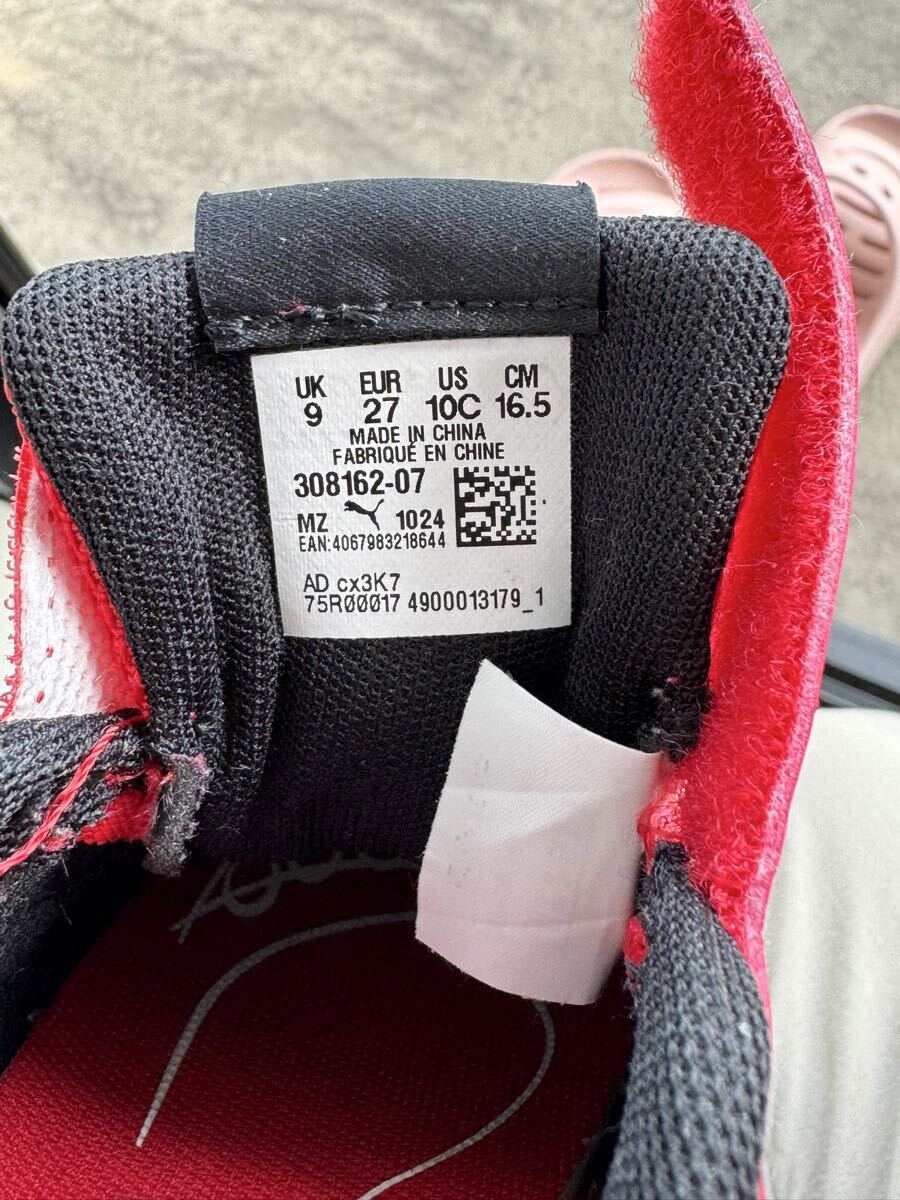 UK EUR US CM
9 27 10C 16.5
MADE IN CHINA
FABRIQUÉ EN CHINE
308162-07
MZ 1024
EAN:4067983218644
AD cx3K7
75RØØØ17 4900013179_1